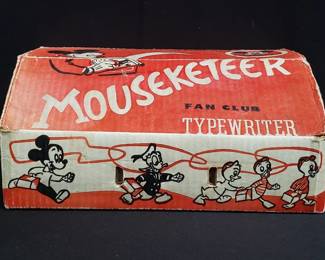 MOUSEKETEER
FAN CLUB
TYPEWRITER